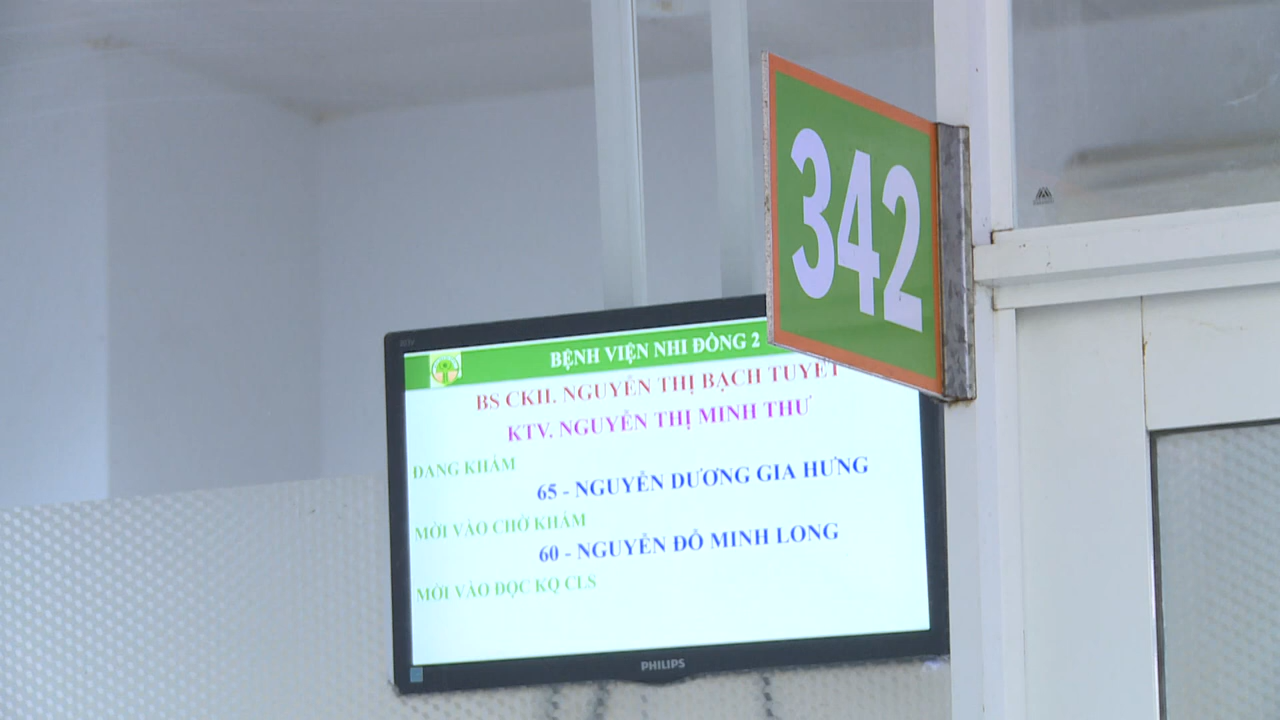 342
BỆNH VIỆN NHI ĐỒNG 2
BS CKII. NGUYỄN THỊ BẠCH TUYẾT
KTV. NGUYỄN THỊ MINH THƯ
ĐANG KHÁM
65 - NGUYỄN DƯƠNG GIA HƯNG
MỜI VÀO CHỜ KHÁM
60 - NGUYỄN ĐỖ MINH LONG
MỜI VÀO ĐỌC KQ CLS
PHILIPS